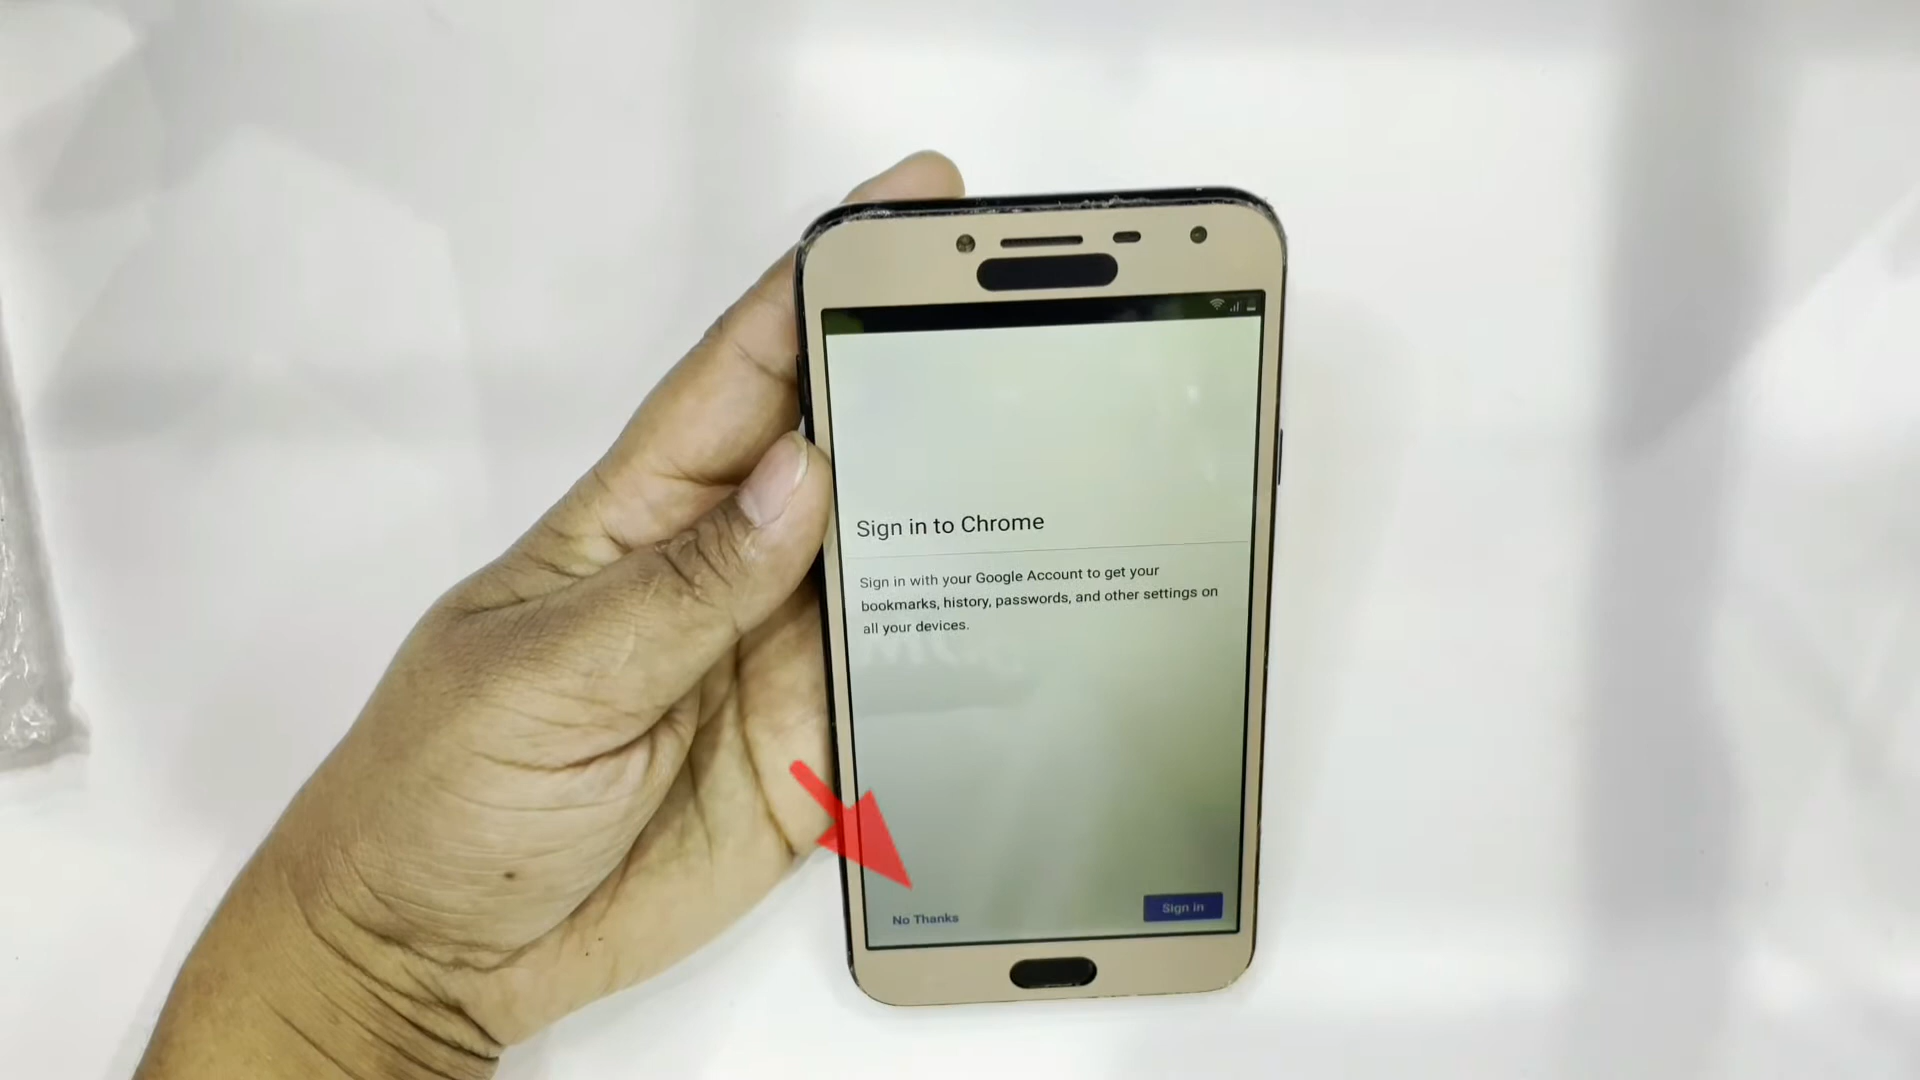 Sign in to Chrome
Sign in with your Google Account to get your
bookmarks, history, passwords, and other settings on
all your devices.
No Thanks
Sign in